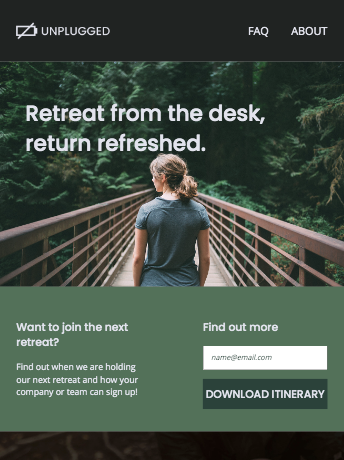 UNPLUGGED
FAQ
ABOUT
Retreat from the desk,
return refreshed.
Want to join the next
retreat?
Find out when we are holding
our next retreat and how your
company or team can sign up!
Find out more
name@email.com
DOWNLOAD ITINERARY